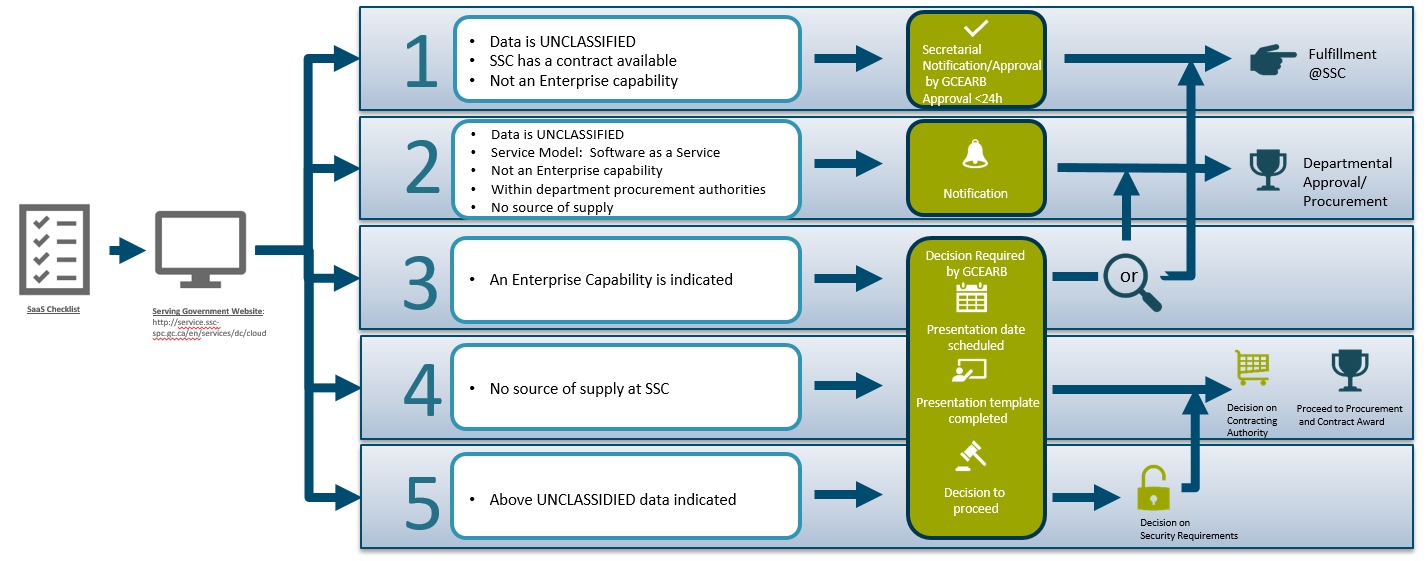 SaaS Checklist
Serving Government Website:
http://service.ssc-
spc.gc.ca/en/services/dc/cloud
1
• Data is UNCLASSIFIED
• SSC has a contract available
• Not an Enterprise capability
Secretarial
Notification/Approval
by GCEARB
Approval <24h
Fulfillment
@SSC
2
• Data is UNCLASSIFIED
• Service Model: Software as a Service
• Not an Enterprise capability
• Within department procurement authorities
• No source of supply
Notification
Departmental
Approval/
Procurement
3
• An Enterprise Capability is indicated
Decision Required
by GCEARB
Presentation date
scheduled
Presentation template
completed
Decision to
proceed
or
4
• No source of supply at SSC
Decision on
Contracting
Authority
Proceed to Procurement
and Contract Award
5
• Above UNCLASSIDIED data indicated
Decision on
Security Requirements